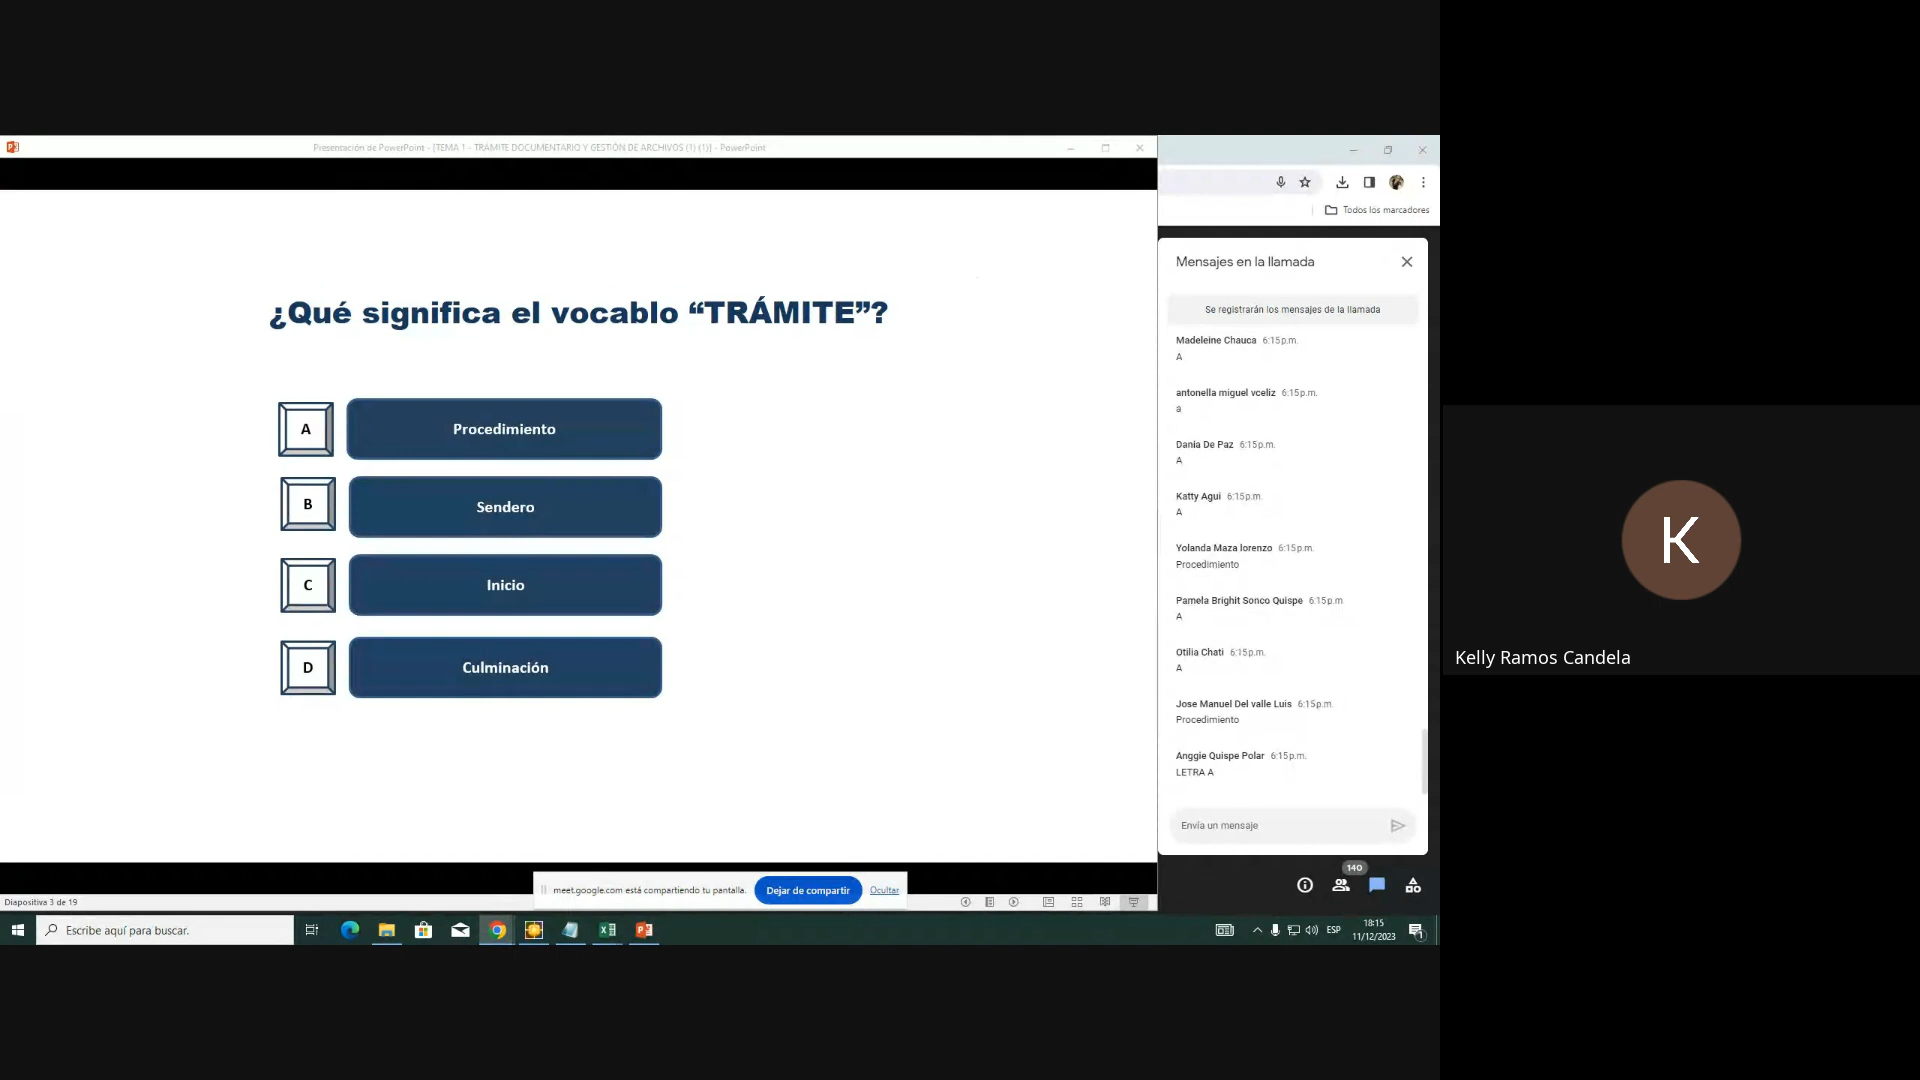 Presentación de PowerPoint - [TEMA 1 - TRÁMITE DOCUMENTARIO Y GESTIÓN DE ARCHIVOS (1) (1)] - PowerPoint
¿Qué significa el vocablo “TRÁMITE”?
A
Procedimiento
B
Sendero
C
Inicio
D
Culminación
Todos los marcadores
Mensajes en la llamada
Se registrarán los mensajes de la llamada
Madeleine Chauca 6:15 p.m.
A
antonella miguel vceliz 6:15 p.m.
a
Dania De Paz 6:15 p.m.
A
Katty Agui 6:15 p.m.
A
Yolanda Maza lorenzo 6:15 p.m.
Procedimiento
Pamela Brighit Sonco Quispe 6:15 p.m
A
Otilia Chati 6:15 p.m.
A
Jose Manuel Del valle Luis 6:15 p.m.
Procedimiento
Anggie Quispe Polar 6:15 p.m.
LETRA A
Envía un mensaje
140
meet.google.com está compartiendo tu pantalla.
Dejar de compartir
Ocultar
Diapositiva 3 de 19
Escribe aquí para buscar.
ESP
18:15
11/12/2023
1
K
Kelly Ramos Candela